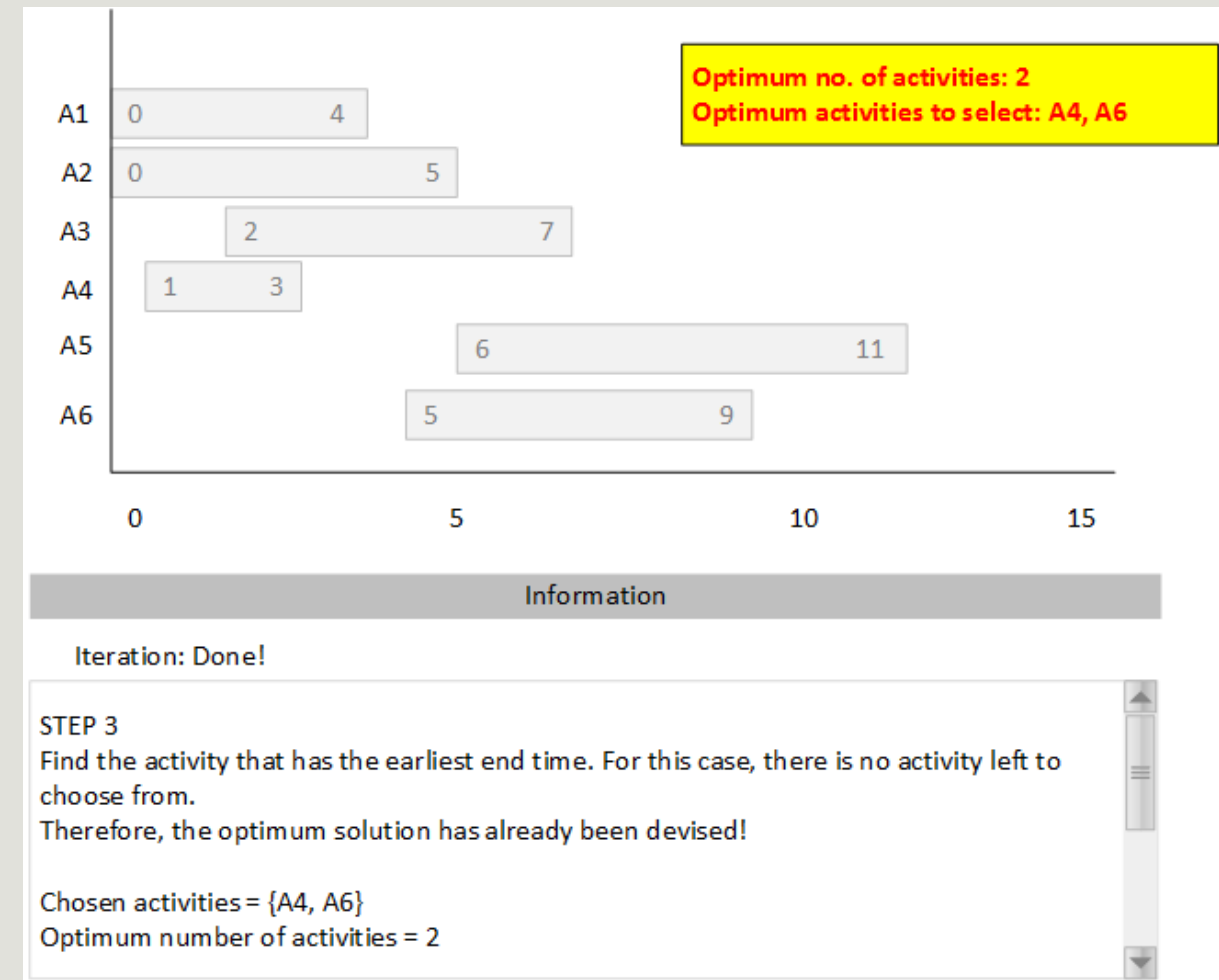 Optimum no. of activities: 2
Optimum activities to select: A4, A6
A1 0 4
A2 0 5
A3 2 7
A4 1 3
A5 6 11
A6 5 9
0 5 10 15
Information
Iteration: Done!
STEP 3
Find the activity that has the earliest end time. For this case, there is no activity left to
choose from.
Therefore, the optimum solution has already been devised!
Chosen activities = {A4, A6}
Optimum number of activities = 2